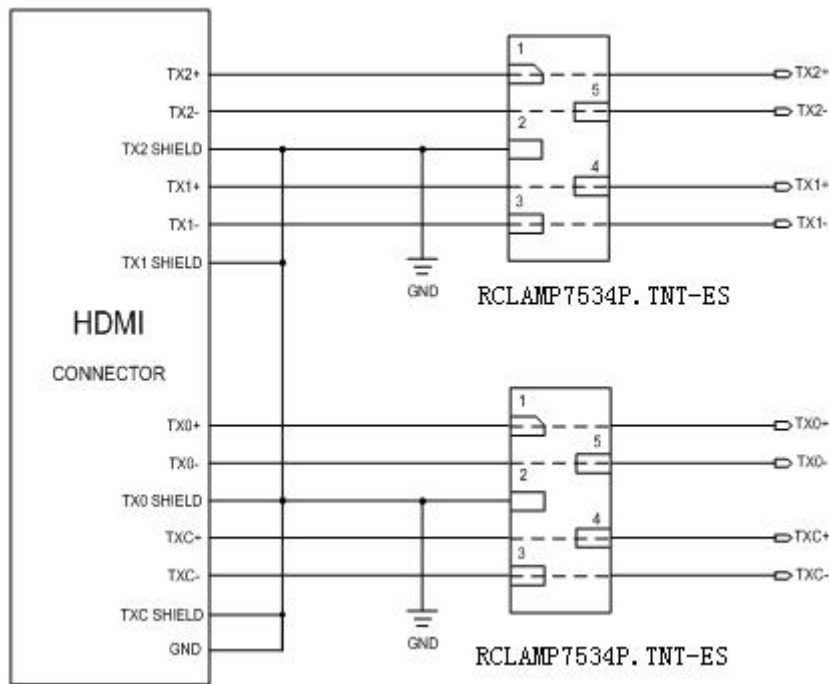 1
TX2+ TX2+
5
TX2- TX2-
2
TX2 SHIELD
4
TX1+ TX1+
3
TX1- TX1-
TX1 SHIELD
GND
RCLAMP7534P.TNT-ES
HDMI
CONNECTOR
1
TX0+ TX0+
5
TX0- TX0-
2
TX0 SHIELD
4
TXC+ TXC+
3
TXC- TXC-
TXC SHIELD
GND
GND
RCLAMP7534P.TNT-ES